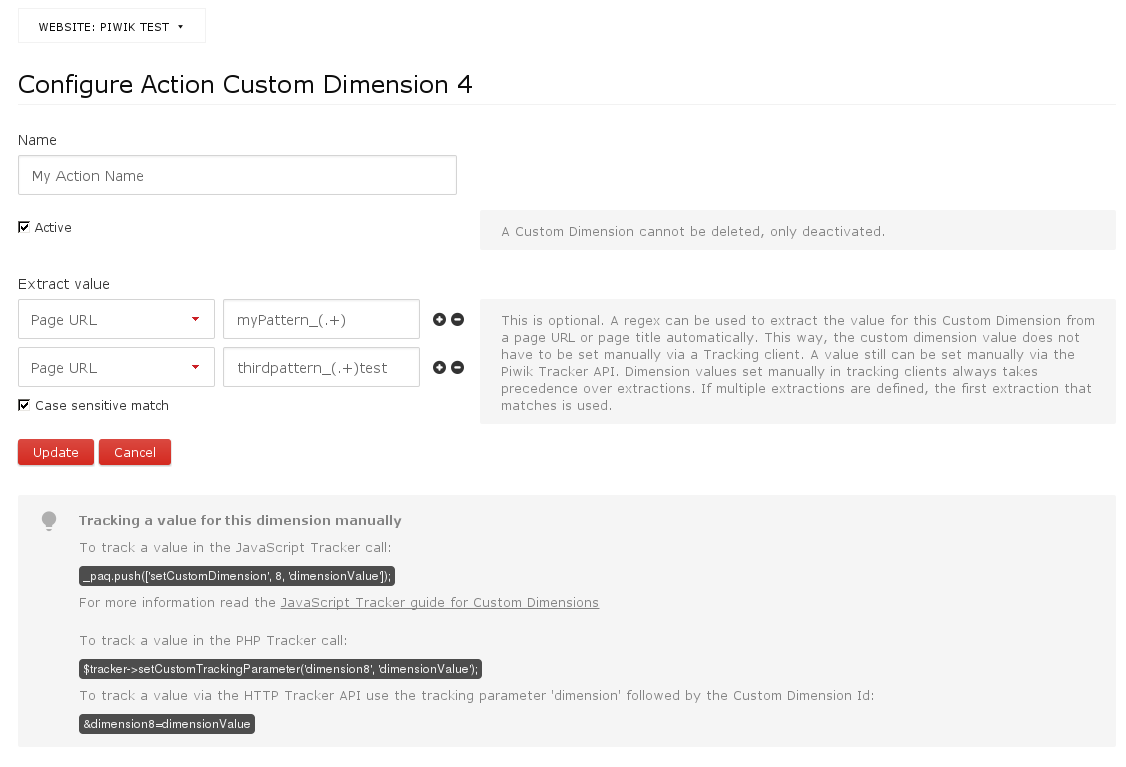 WEBSITE: PIWIK TEST
Configure Action Custom Dimension 4
Name
My Action Name
Active
A Custom Dimension cannot be deleted, only deactivated.
Extract value
Page URL myPattern_(.+)
Page URL thirdpattern_(.+)test
Case sensitive match
This is optional. A regex can be used to extract the value for this Custom Dimension from
a page URL or page title automatically. This way, the custom dimension value does not
have to be set manually via a Tracking client. A value still can be set manually via the
Piwik Tracker API. Dimension values set manually in tracking clients always takes
precedence over extractions. If multiple extractions are defined, the first extraction that
matches is used.
Update Cancel
Tracking a value for this dimension manually
To track a value in the JavaScript Tracker call:
_paq.push(['setCustomDimension', 8, 'dimensionValue']);
For more information read the JavaScript Tracker guide for Custom Dimensions
To track a value in the PHP Tracker call:
$tracker->setCustomTrackingParameter('dimension8', 'dimensionValue');
To track a value via the HTTP Tracker API use the tracking parameter 'dimension' followed by the Custom Dimension Id:
&dimension8=dimensionValue